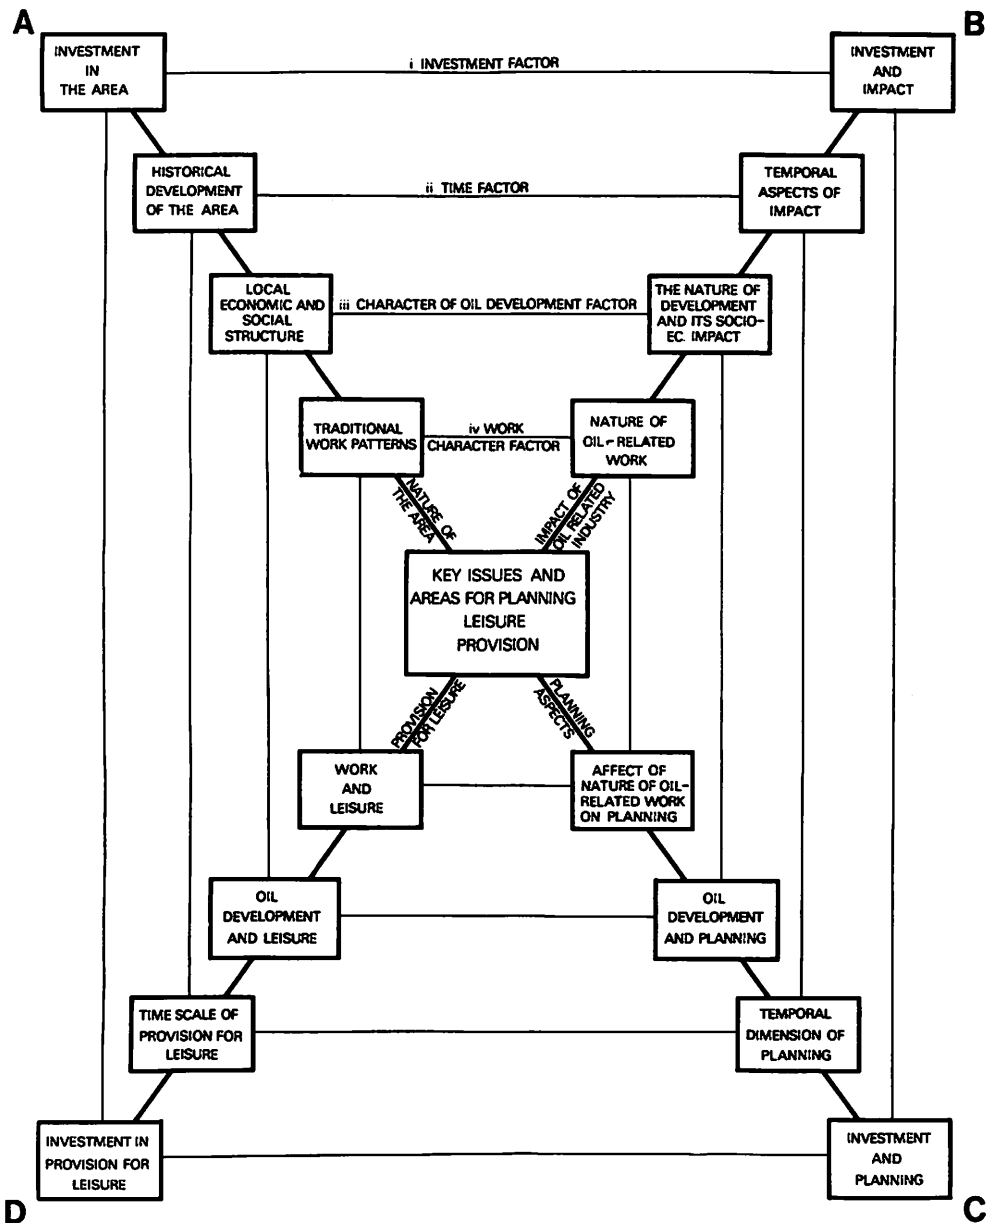 A
B
INVESTMENT
IN
THE AREA
i INVESTMENT FACTOR
INVESTMENT
AND
IMPACT
HISTORICAL
DEVELOPMENT
OF THE AREA
ii TIME FACTOR
TEMPORAL
ASPECTS OF
IMPACT
LOCAL
ECONOMIC AND
SOCIAL
STRUCTURE
iii CHARACTER OF OIL DEVELOPMENT FACTOR
THE NATURE OF
DEVELOPMENT
AND ITS SOCIO-
EC. IMPACT
TRADITIONAL
WORK PATTERNS
iv WORK
CHARACTER FACTOR
NATURE OF
OIL-RELATED
WORK
NATURE OF
THE AREA
IMPACT OF
OIL RELATED
INDUSTRY
KEY ISSUES AND
AREAS FOR PLANNING
LEISURE
PROVISION
PROVISION
FOR LEISURE
PLANNING
ASPECTS
WORK
AND
LEISURE
AFFECT OF
NATURE OF OIL-
RELATED WORK
ON PLANNING
OIL
DEVELOPMENT
AND LEISURE
OIL
DEVELOPMENT
AND PLANNING
TIME SCALE OF
PROVISION FOR
LEISURE
TEMPORAL
DIMENSION OF
PLANNING
INVESTMENT IN
PROVISION FOR
LEISURE
INVESTMENT
AND
PLANNING
D
C